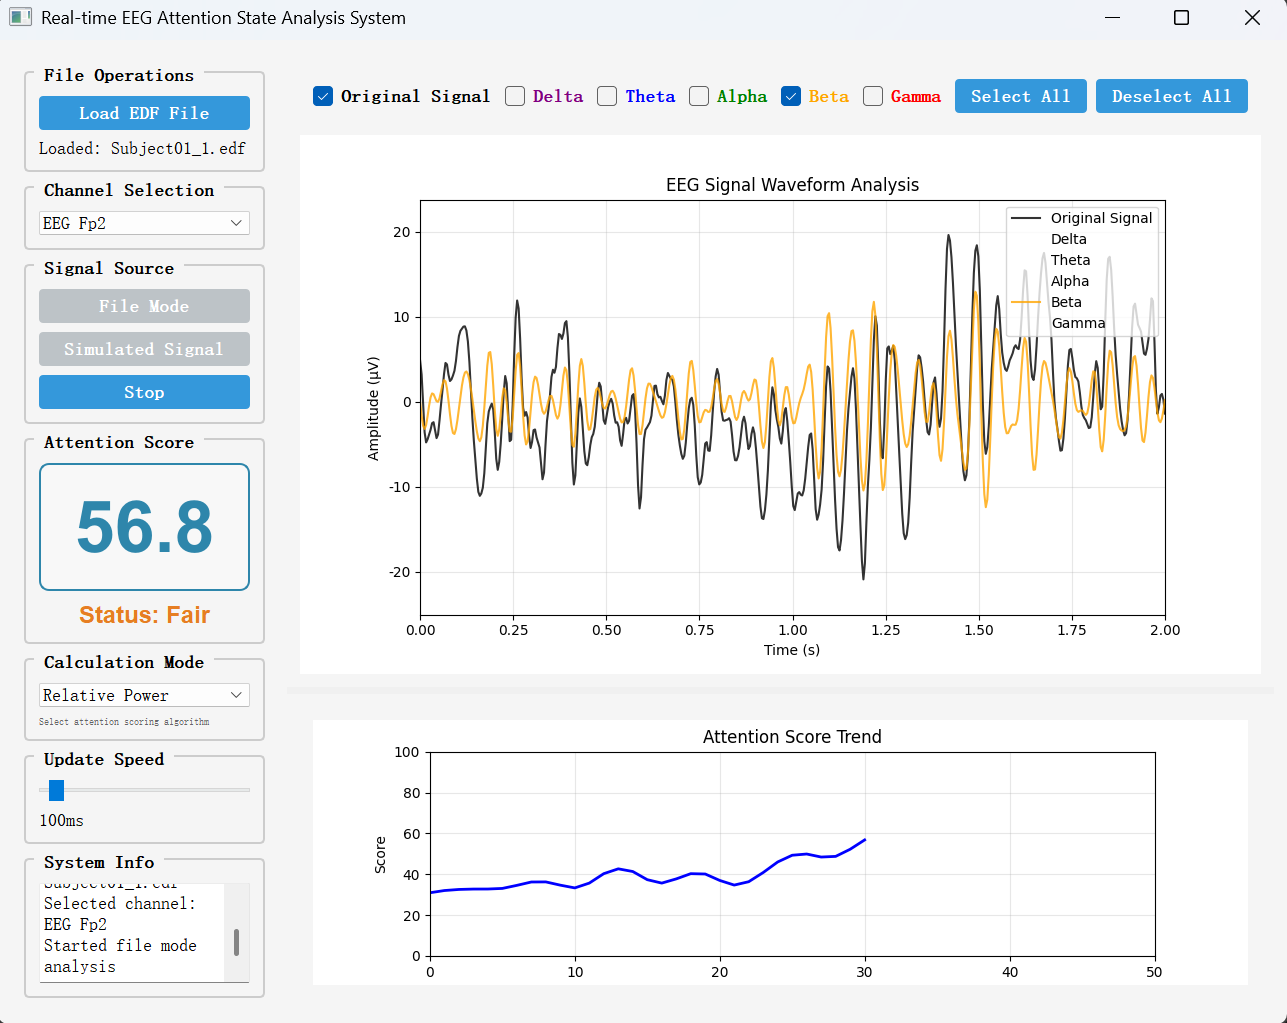 Real-time EEG Attention State Analysis System
File Operations
Load EDF File
Loaded: Subject01_1.edf
Channel Selection
EEG Fp2
Signal Source
File Mode
Simulated Signal
Stop
Attention Score
56.8
Status: Fair
Calculation Mode
Relative Power
Select attention scoring algorithm
Update Speed
100ms
System Info
Subject01_1.edf
Selected channel:
EEG Fp2
Started file mode
analysis
Original Signal Delta Theta Alpha Beta Gamma Select All Deselect All
EEG Signal Waveform Analysis
Original Signal
Delta
Theta
Alpha
Beta
Gamma
Amplitude (μV)
20
10
0
-10
-20
0.00 0.25 0.50 0.75 1.00 1.25 1.50 1.75 2.00
Time (s)
Attention Score Trend
Score
100
80
60
40
20
0
0 10 20 30 40 50